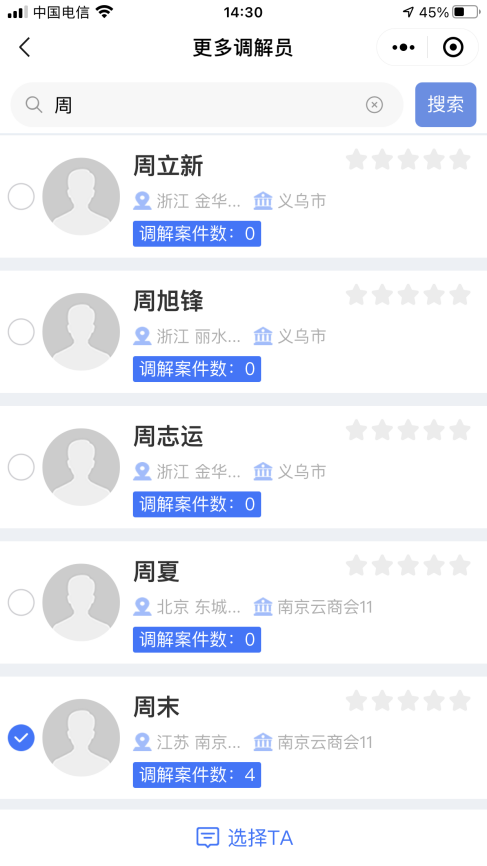 中国电信 14:30 45%
更多调解员
周 搜索
周立新
浙江 金华... 义乌市
调解案件数：0
周旭锋
浙江 丽水... 义乌市
调解案件数：0
周志运
浙江 金华... 义乌市
调解案件数：0
周夏
北京 东城... 南京云商会11
调解案件数：0
周末
江苏 南京... 南京云商会11
调解案件数：4
选择TA